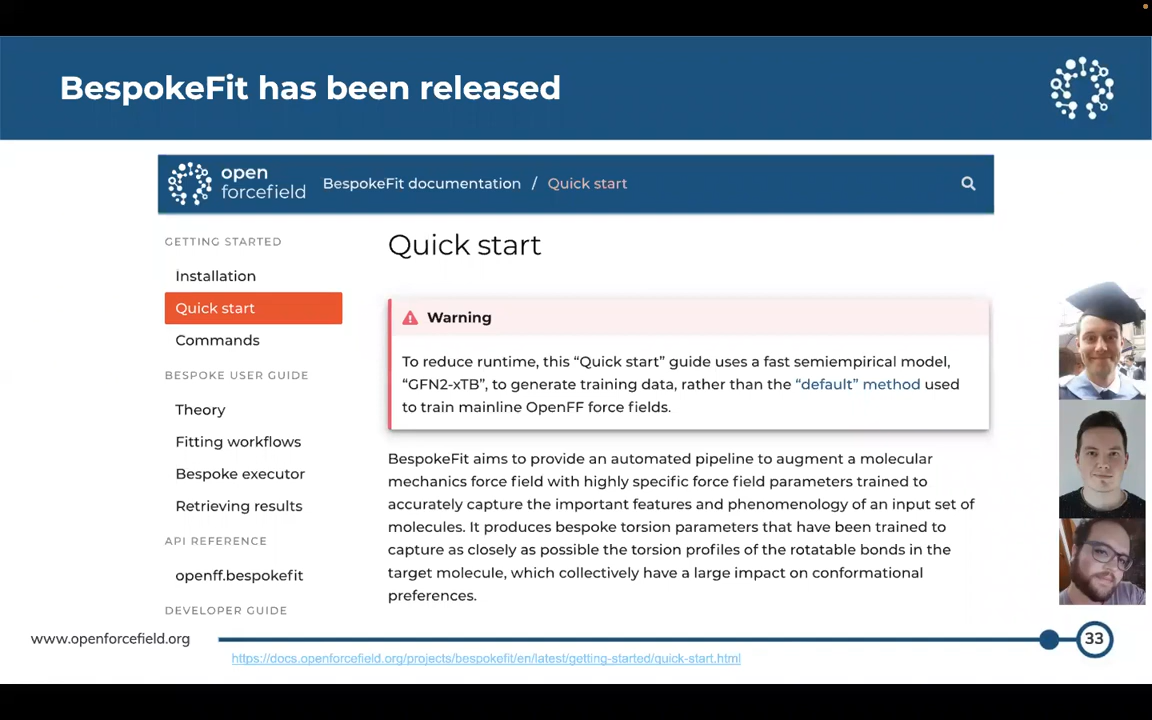 BespokeFit has been released
open
forcefield
BespokeFit documentation / Quick start
GETTING STARTED
Installation
Quick start
Commands
BESPOKE USER GUIDE
Theory
Fitting workflows
Bespoke executor
Retrieving results
API REFERENCE
openff.bespokefit
DEVELOPER GUIDE
Quick start
Warning
To reduce runtime, this “Quick start” guide uses a fast semiempirical model,
“GFN2-xTB”, to generate training data, rather than the “default” method used
to train mainline OpenFF force fields.
BespokeFit aims to provide an automated pipeline to augment a molecular
mechanics force field with highly specific force field parameters trained to
accurately capture the important features and phenomenology of an input set of
molecules. It produces bespoke torsion parameters that have been trained to
capture as closely as possible the torsion profiles of the rotatable bonds in the
target molecule, which collectively have a large impact on conformational
preferences.
www.openforcefield.org
33
https://docs.openforcefield.org/projects/bespokefit/en/latest/getting-started/quick-start.html